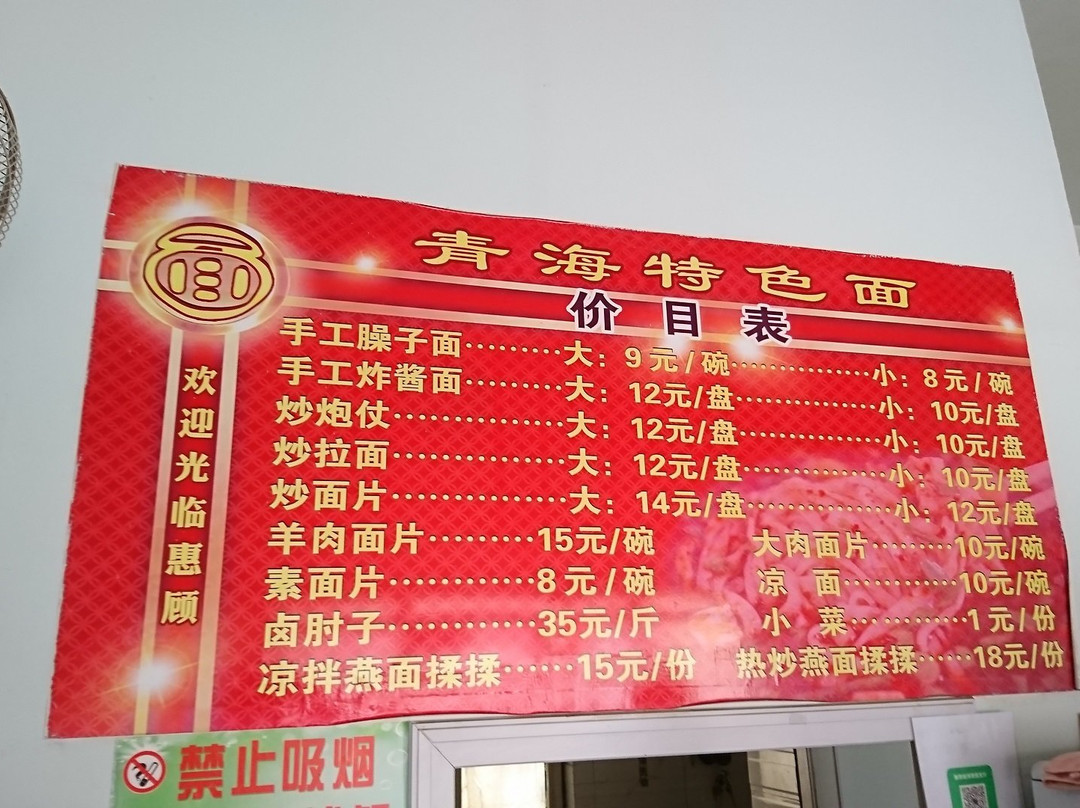 青海特色面
价目表
面
欢迎光临惠顾
手工臊子面………大：9元/碗……………小：8元/碗
手工炸酱面………大：12元/盘……………小：10元/盘
炒炮仗……………大：12元/盘……………小：10元/盘
炒拉面……………大：12元/盘……………小：10元/盘
炒面片……………大：14元/盘……………小：12元/盘
羊肉面片………15元/碗 大肉面片………10元/碗
素面片…………8元/碗 凉 面…………10元/碗
卤肘子…………35元/斤 小 菜…………1元/份
凉拌燕面揉揉……15元/份 热炒燕面揉揉……18元/份
禁止吸烟